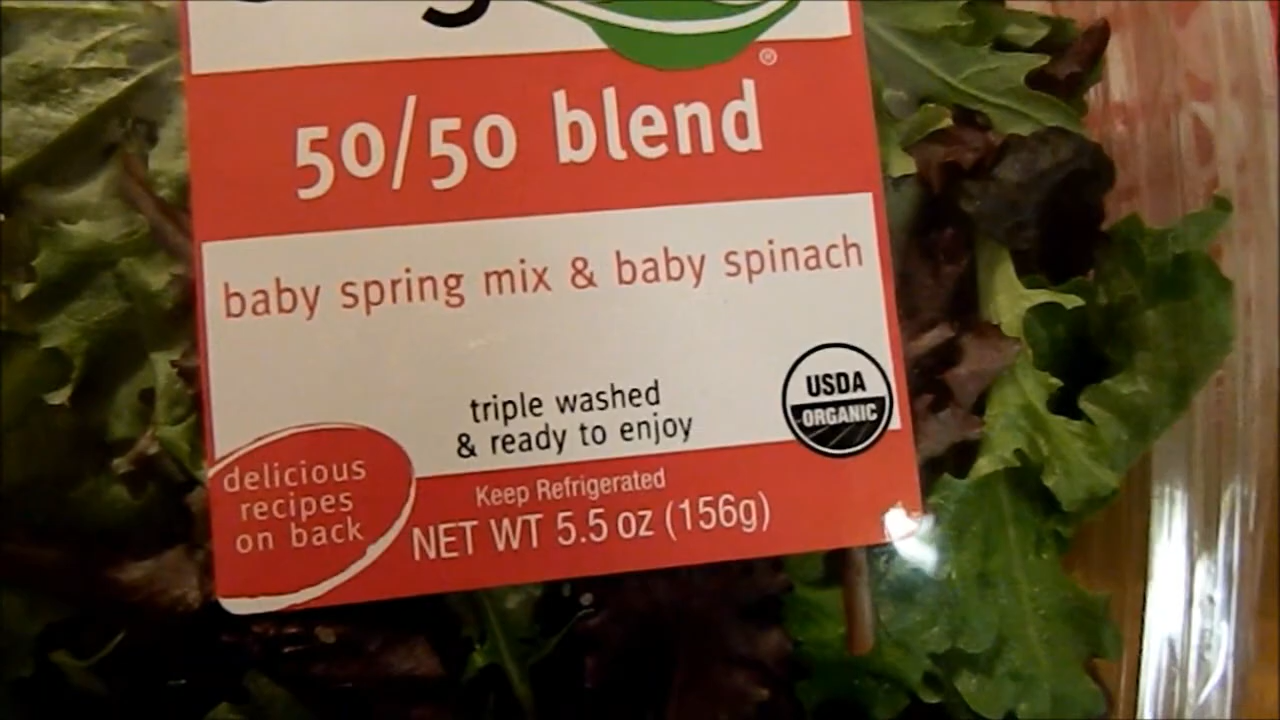 50/50 blend
baby spring mix & baby spinach
triple washed
& ready to enjoy
USDA
ORGANIC
delicious
recipes
on back
Keep Refrigerated
NET WT 5.5 oz (156g)